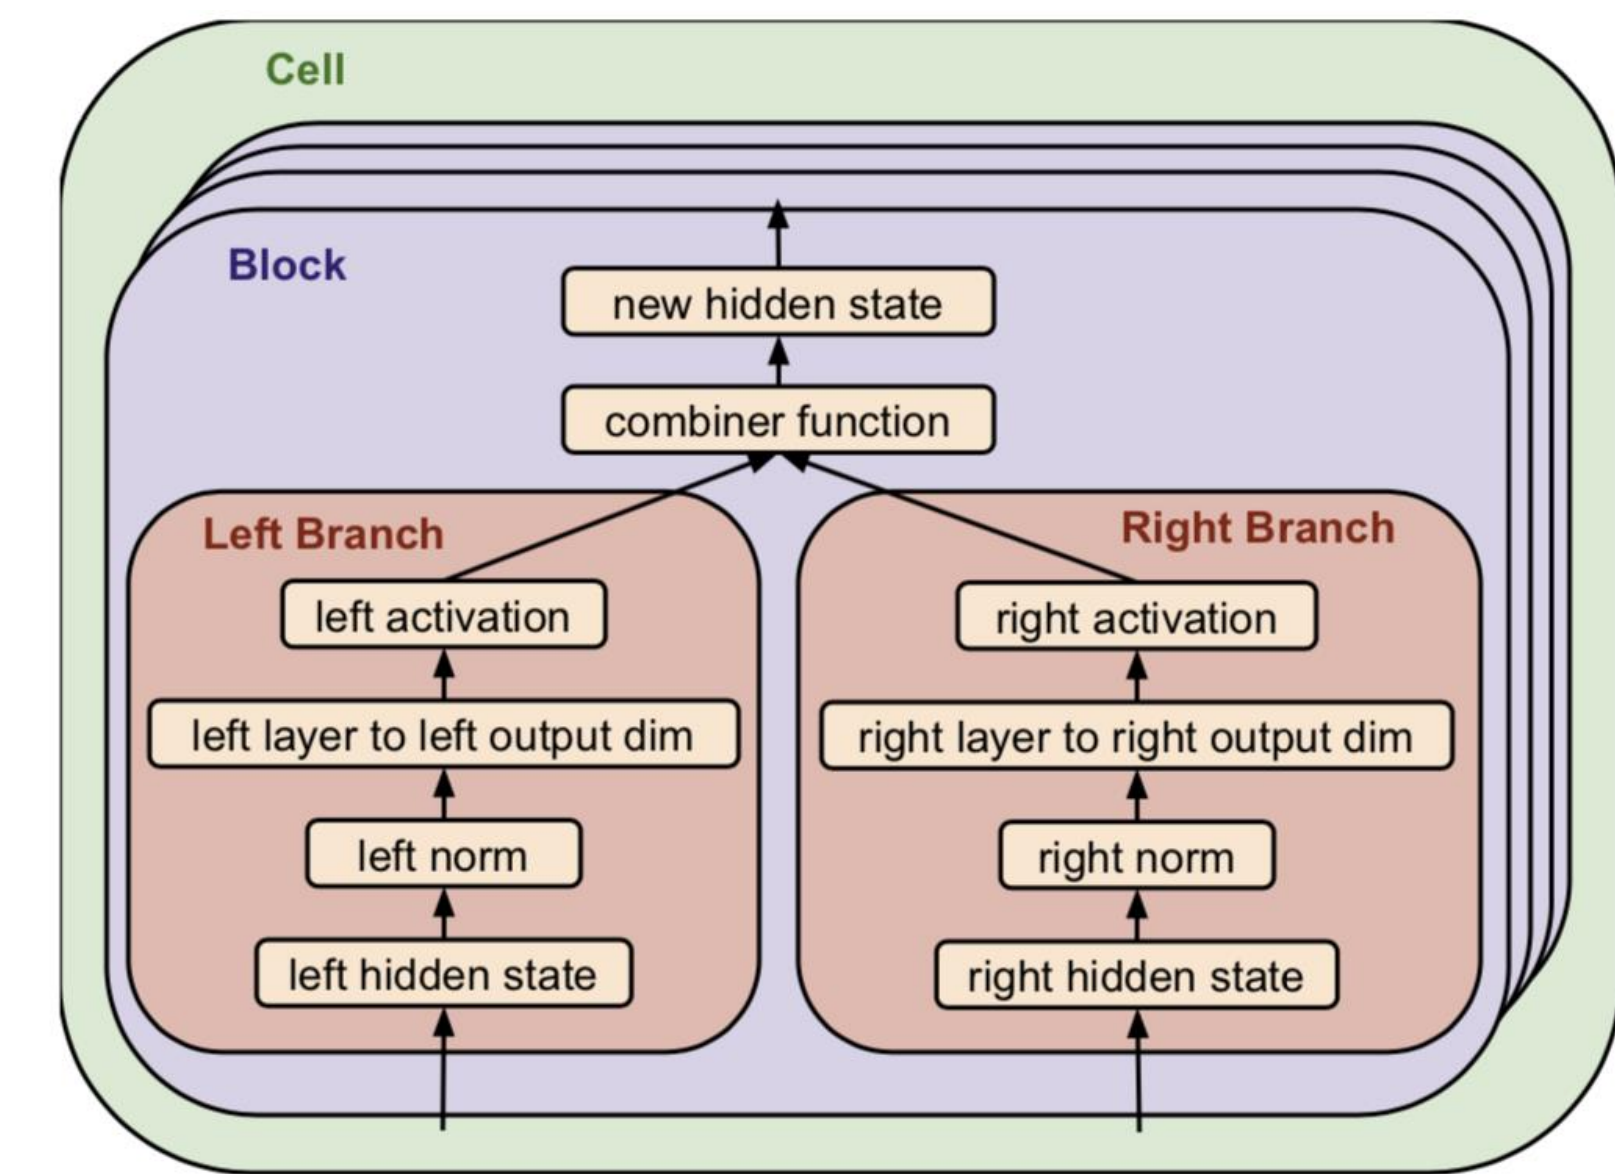 Cell
Block
new hidden state
combiner function
Left Branch
left activation
left layer to left output dim
left norm
left hidden state
Right Branch
right activation
right layer to right output dim
right norm
right hidden state